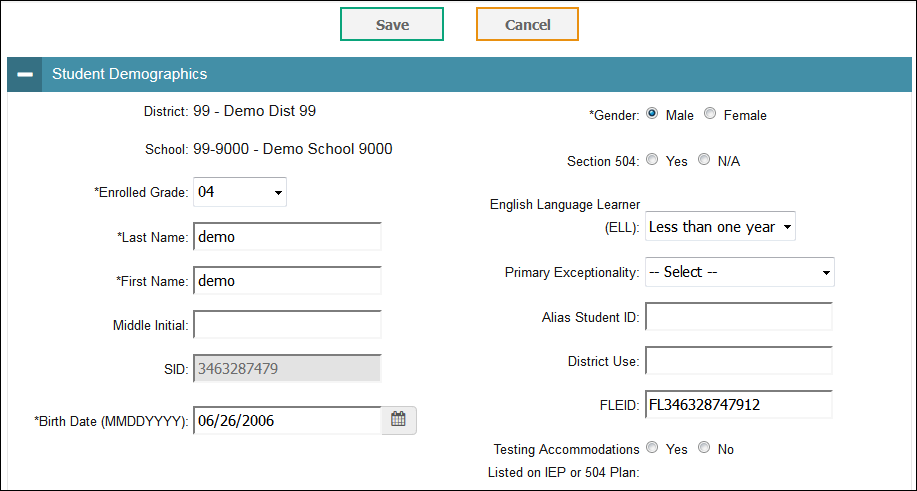 Save Cancel
Student Demographics
District: 99 - Demo Dist 99
School: 99-9000 - Demo School 9000
*Enrolled Grade: 04
*Last Name: demo
*First Name: demo
Middle Initial:
SID: 3463287479
*Birth Date (MMDDYYYY): 06/26/2006
*Gender: Male Female
Section 504: Yes N/A
English Language Learner
(ELL): Less than one year
Primary Exceptionality: -- Select --
Alias Student ID:
District Use:
FLEID: FL346328747912
Testing Accommodations Yes No
Listed on IEP or 504 Plan: